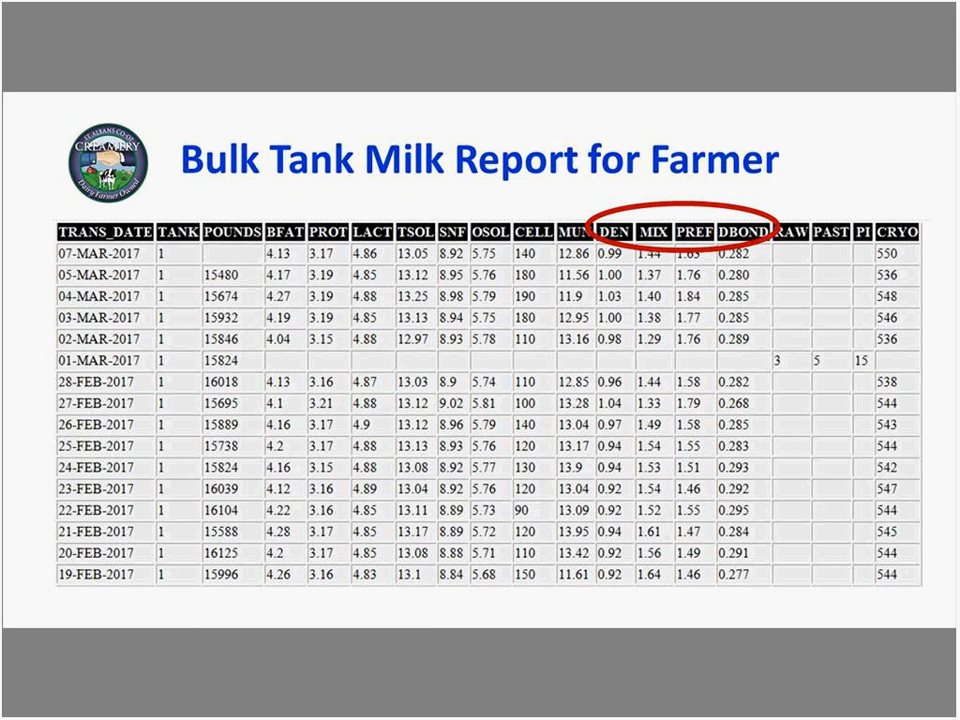 ST. ALBANS CO-OP
CREAMERY
Dairy Farmer Owned
Bulk Tank Milk Report for Farmer
TRANS_DATE TANK POUNDS BFAT PROT LACT TSOL SNF OSOL CELL MUN DEN MIX PREF DBOND RAW PAST PI CRYO
07-MAR-2017 1 4.13 3.17 4.86 13.05 8.92 5.75 140 12.86 0.99 1.44 1.63 0.282 550
05-MAR-2017 1 15480 4.17 3.19 4.85 13.12 8.95 5.76 180 11.56 1.00 1.37 1.76 0.280 536
04-MAR-2017 1 15674 4.27 3.19 4.88 13.25 8.98 5.79 190 11.9 1.03 1.40 1.84 0.285 548
03-MAR-2017 1 15932 4.19 3.19 4.85 13.13 8.94 5.75 180 12.95 1.00 1.38 1.77 0.285 546
02-MAR-2017 1 15846 4.04 3.15 4.88 12.97 8.93 5.78 110 13.16 0.98 1.29 1.76 0.289 536
01-MAR-2017 1 15824 3 5 15
28-FEB-2017 1 16018 4.13 3.16 4.87 13.03 8.9 5.74 110 12.85 0.96 1.44 1.58 0.282 538
27-FEB-2017 1 15695 4.1 3.21 4.88 13.12 9.02 5.81 100 13.28 1.04 1.33 1.79 0.268 544
26-FEB-2017 1 15889 4.16 3.17 4.9 13.12 8.96 5.79 140 13.04 0.97 1.49 1.58 0.285 543
25-FEB-2017 1 15738 4.2 3.17 4.88 13.13 8.93 5.76 120 13.17 0.94 1.54 1.55 0.283 544
24-FEB-2017 1 15824 4.16 3.15 4.88 13.08 8.92 5.77 130 13.9 0.94 1.53 1.51 0.293 542
23-FEB-2017 1 16039 4.12 3.16 4.89 13.04 8.92 5.76 120 13.04 0.92 1.54 1.46 0.292 547
22-FEB-2017 1 16104 4.22 3.16 4.85 13.11 8.89 5.73 90 13.09 0.92 1.52 1.55 0.295 544
21-FEB-2017 1 15588 4.28 3.17 4.85 13.17 8.89 5.72 120 13.95 0.94 1.61 1.47 0.284 545
20-FEB-2017 1 16125 4.2 3.17 4.85 13.08 8.88 5.71 110 13.42 0.92 1.56 1.49 0.291 544
19-FEB-2017 1 15996 4.26 3.16 4.83 13.1 8.84 5.68 150 11.61 0.92 1.64 1.46 0.277 544